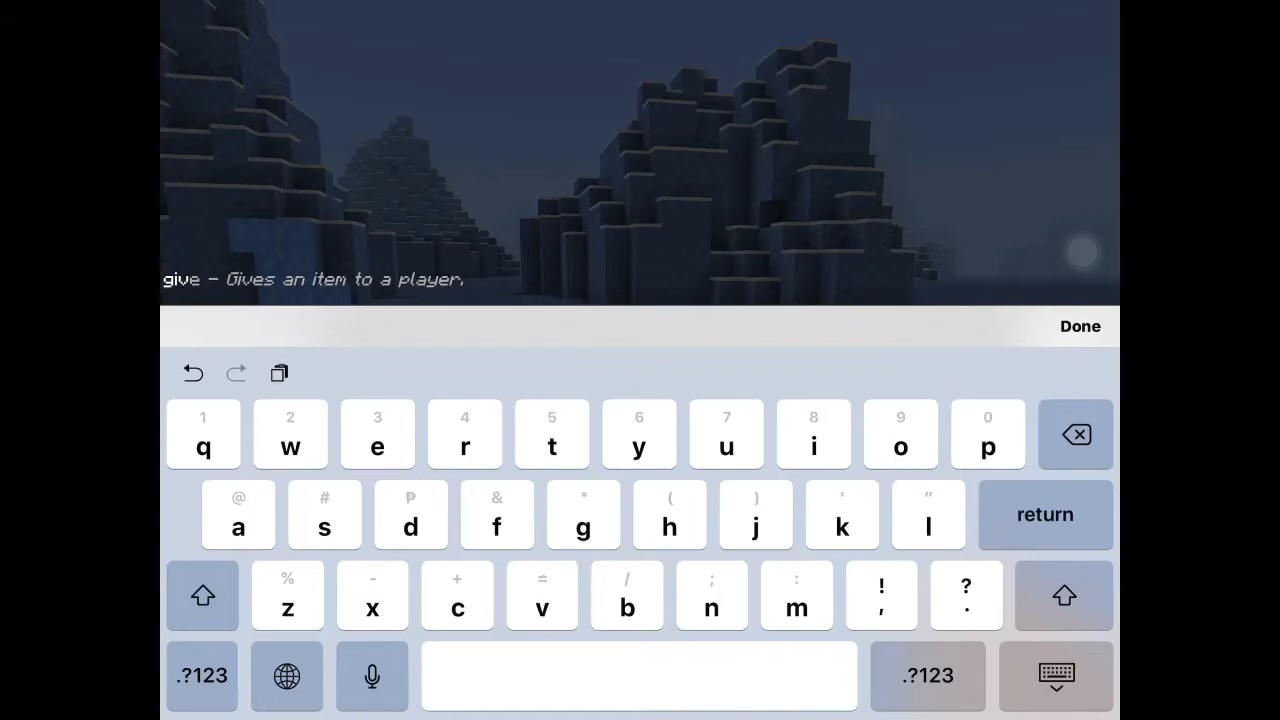 give – Gives an item to a player.
Done
1 2 3 4 5 6 7 8 9 0
q w e r t y u i o p
@ # ₱ & * ( ) ' "
a s d f g h j k l return
% - + = / ; : ! ?
z x c v b n m , .
.?123 .?123